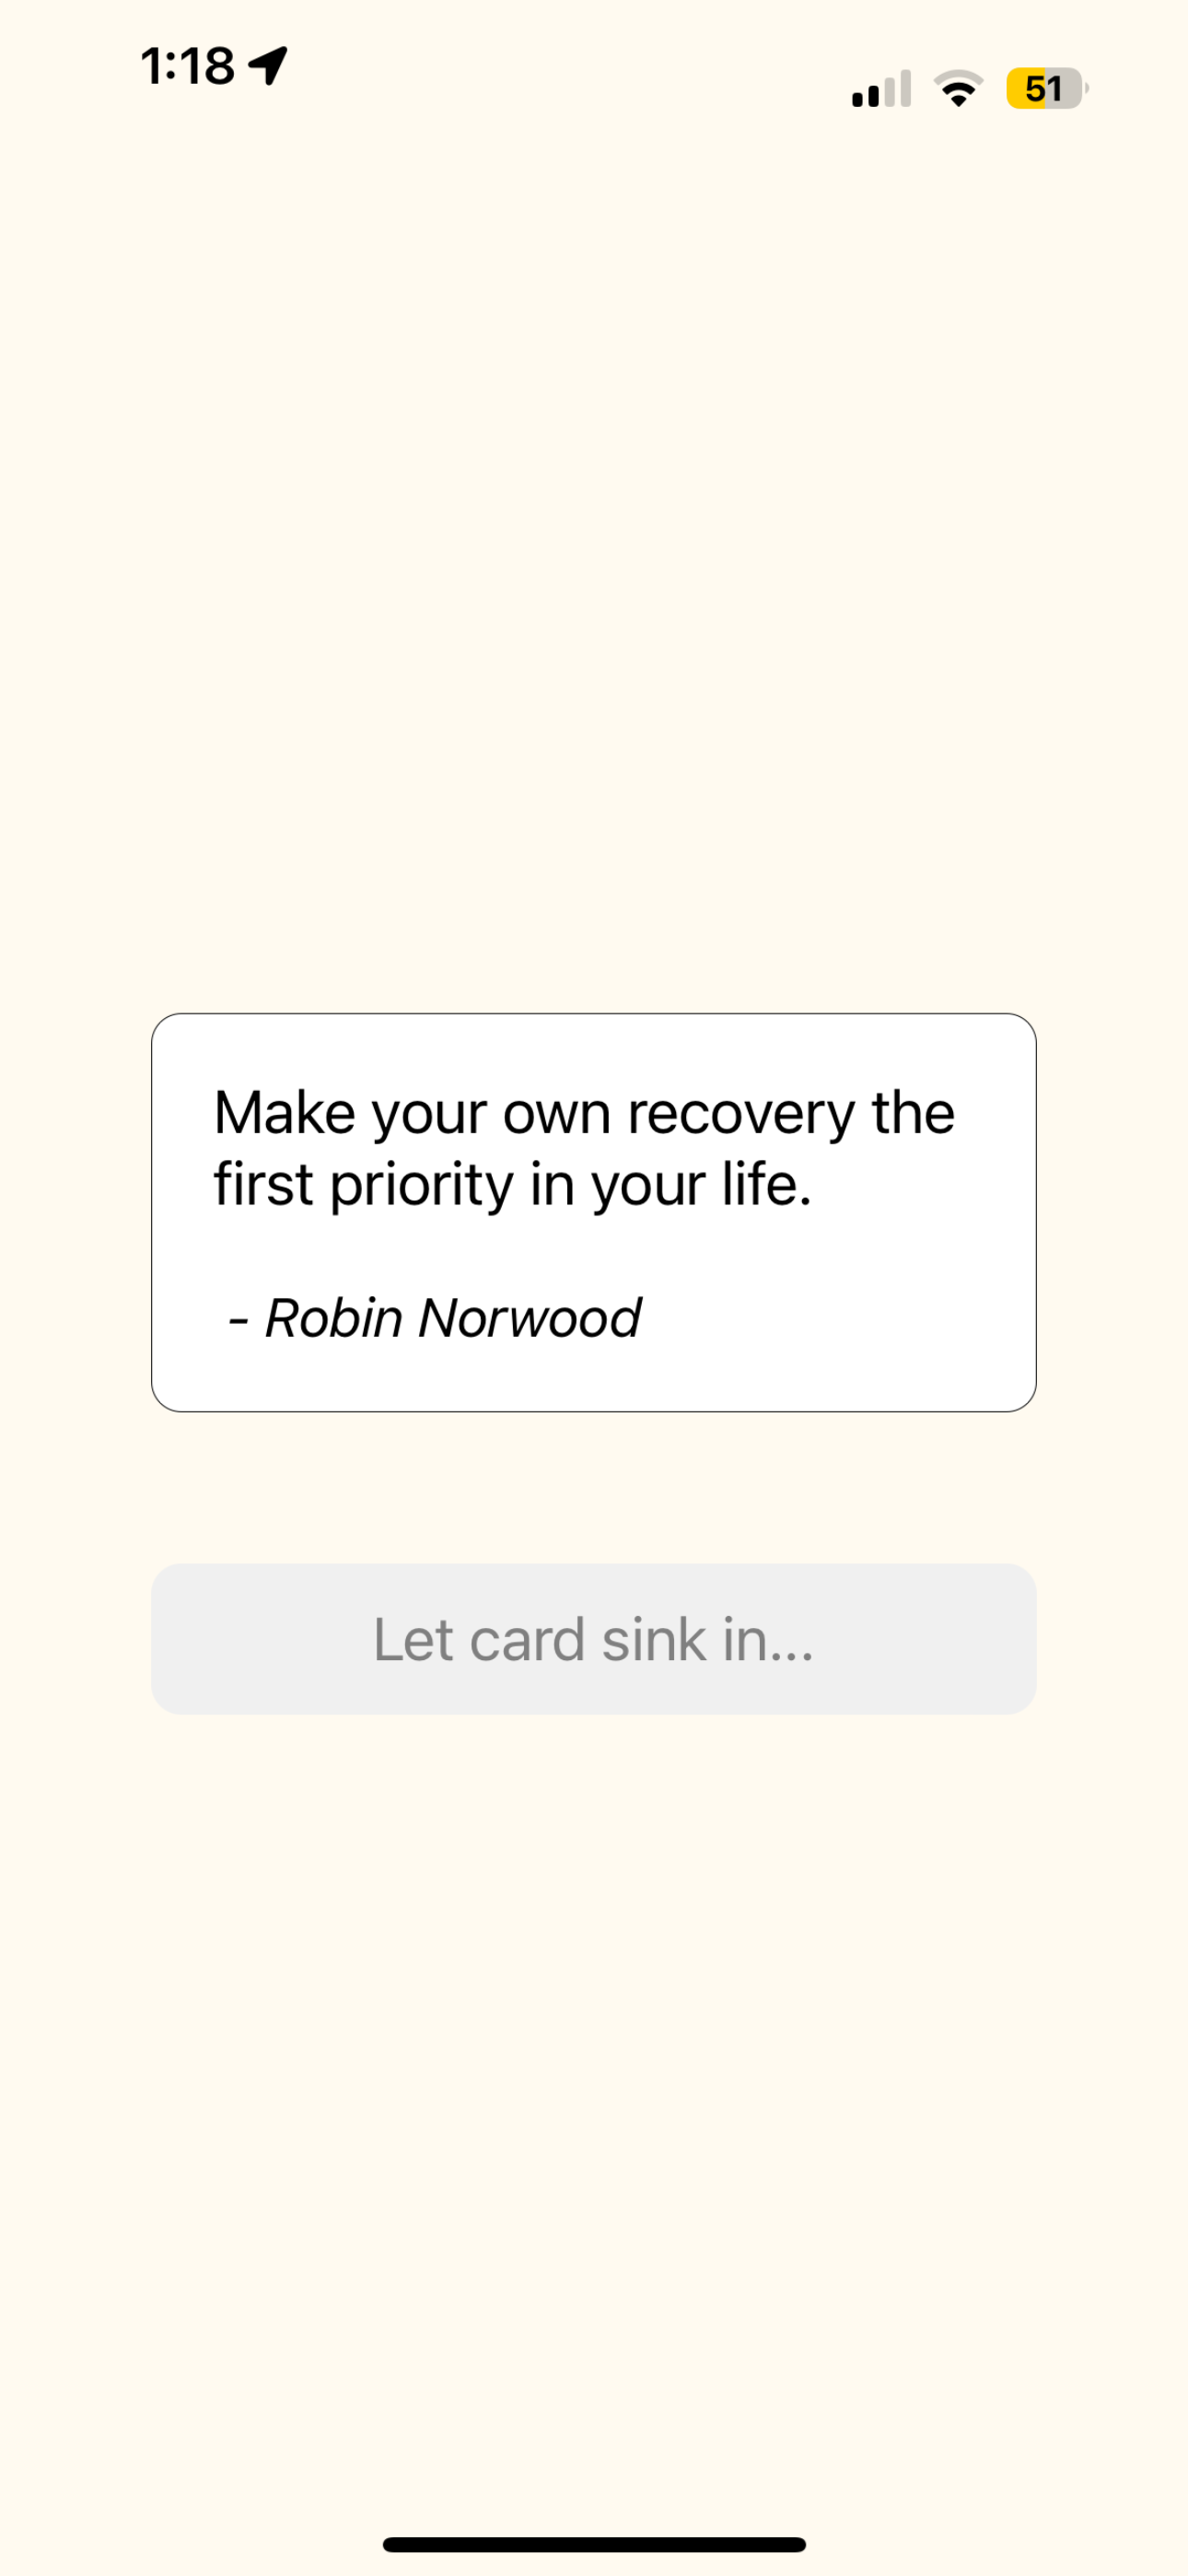 1:18
51
Make your own recovery the
first priority in your life.
- Robin Norwood
Let card sink in...